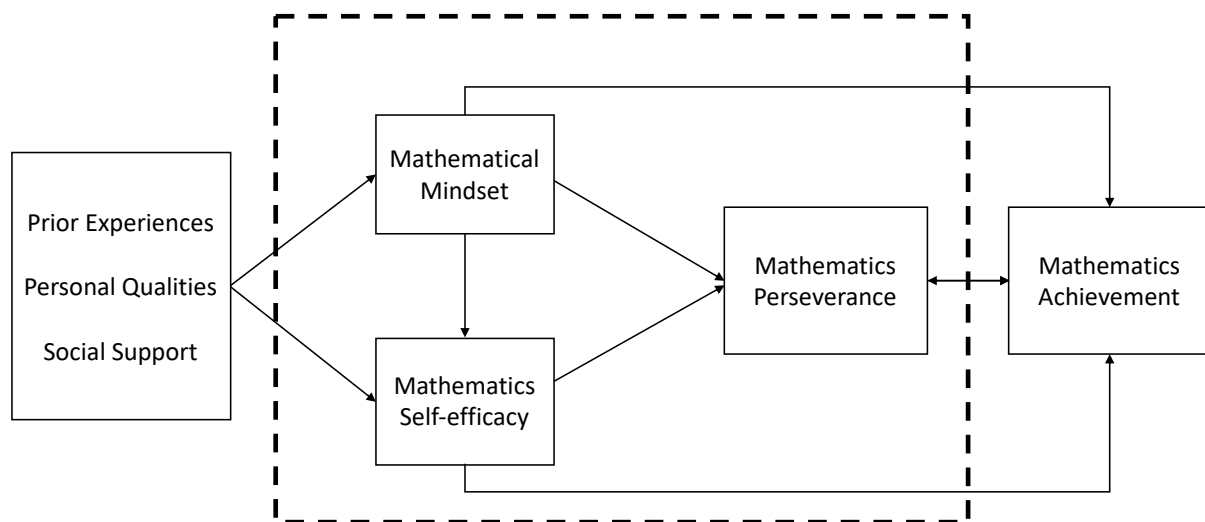 Prior Experiences
Personal Qualities
Social Support
Mathematical
Mindset
Mathematics
Self-efficacy
Mathematics
Perseverance
Mathematics
Achievement